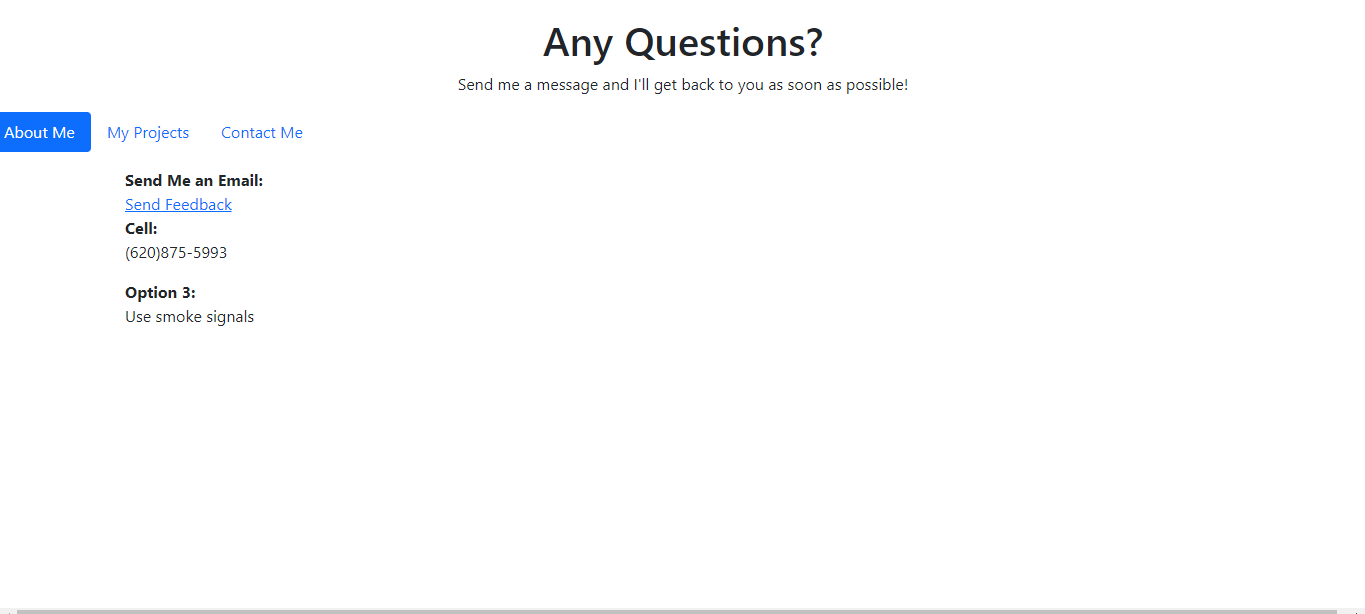 Any Questions?
Send me a message and I'll get back to you as soon as possible!
About Me My Projects Contact Me
Send Me an Email:
Send Feedback
Cell:
(620)875-5993
Option 3:
Use smoke signals